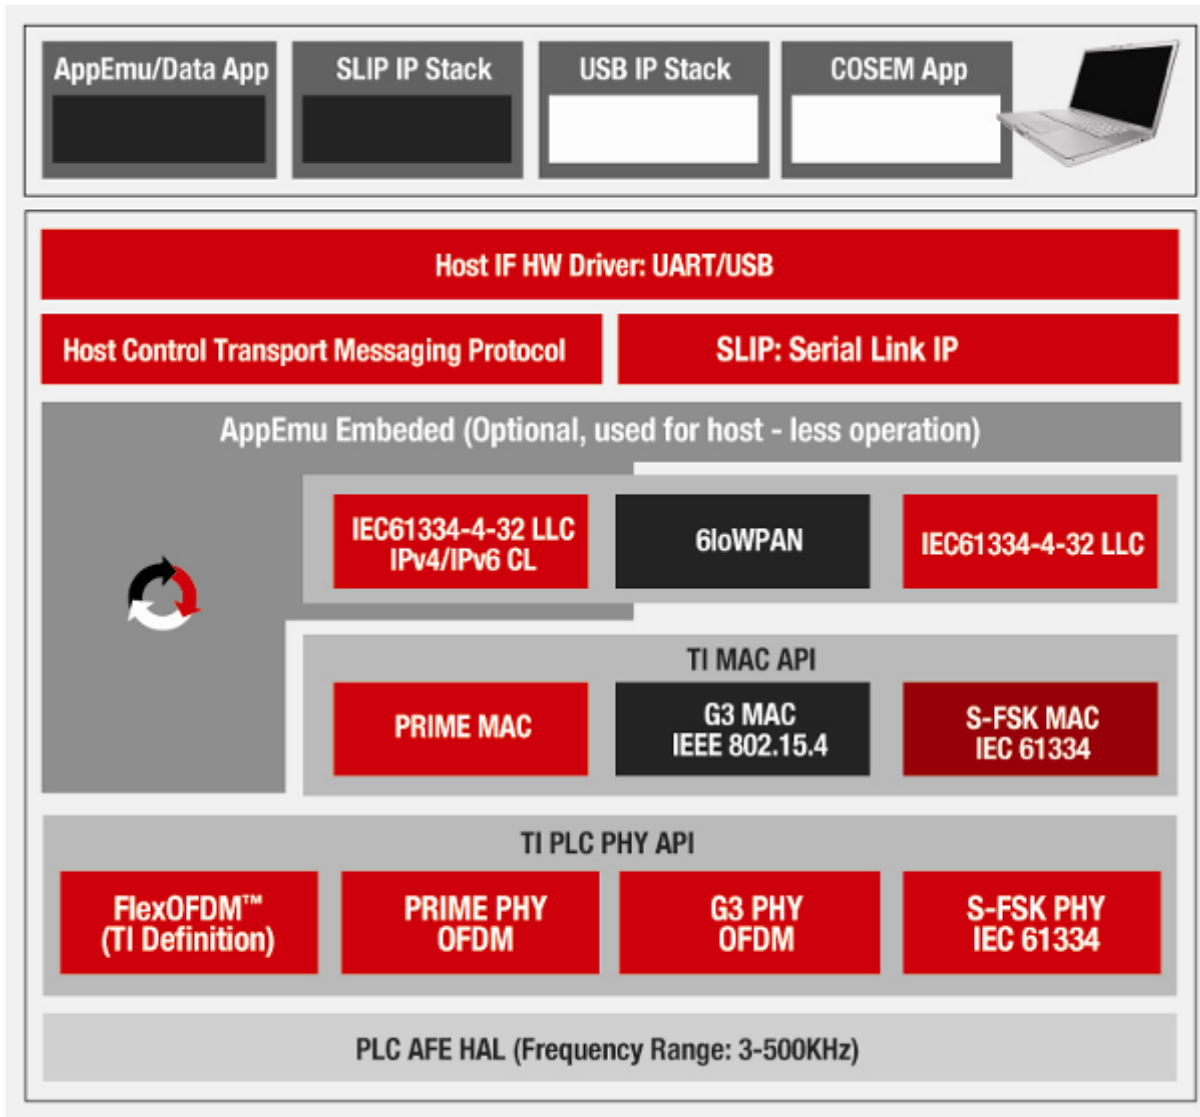 AppEmu/Data App
SLIP IP Stack
USB IP Stack
COSEM App
Host IF HW Driver: UART/USB
Host Control Transport Messaging Protocol
SLIP: Serial Link IP
AppEmu Embeded (Optional, used for host - less operation)
IEC61334-4-32 LLC
IPv4/IPv6 CL
6loWPAN
IEC61334-4-32 LLC
TI MAC API
PRIME MAC
G3 MAC
IEEE 802.15.4
S-FSK MAC
IEC 61334
TI PLC PHY API
FlexOFDM™
(TI Definition)
PRIME PHY
OFDM
G3 PHY
OFDM
S-FSK PHY
IEC 61334
PLC AFE HAL (Frequency Range: 3-500KHz)